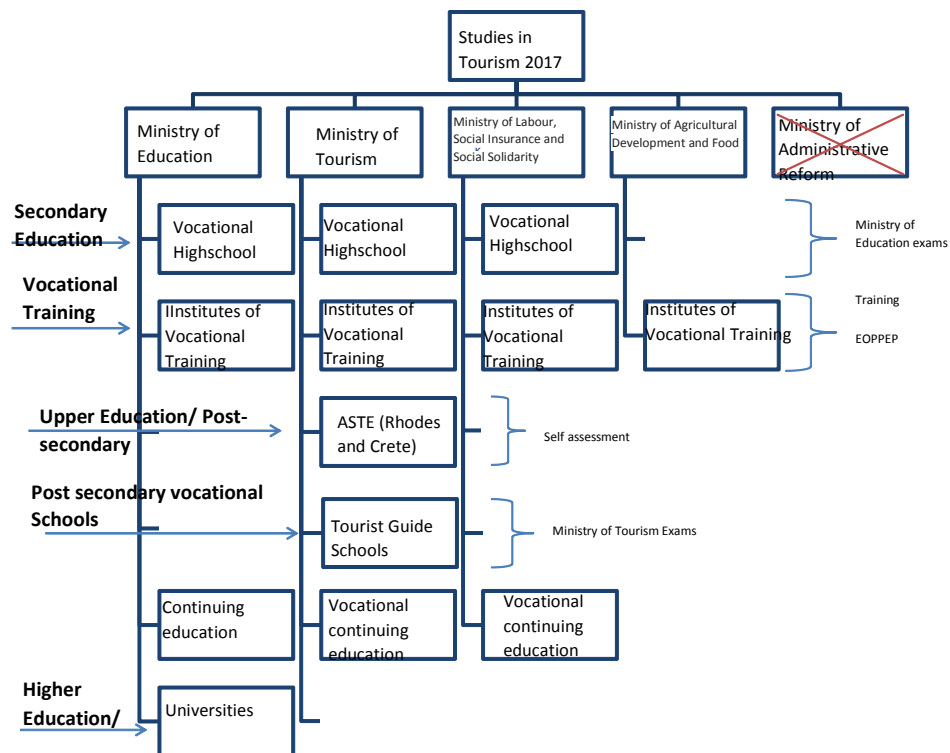 Studies in
Tourism 2017
Ministry of
Education
Ministry of
Tourism
Ministry of Labour,
Social Insurance and
Social Solidarity
Ministry of Agricultural
Development and Food
Ministry of
Administrative
Reform
Secondary
Education
Vocational
Highschool
Vocational
Highschool
Vocational
Highschool
Ministry of
Education exams
Vocational
Training
IInstitutes of
Vocational
Training
Institutes of
Vocational
Training
Institutes of
Vocational
Training
Institutes of
Vocational Training
Training
EOPPEP
Upper Education/ Post-
secondary
ASTE (Rhodes
and Crete)
Self assessment
Post secondary vocational
Schools
Tourist Guide
Schools
Ministry of Tourism Exams
Continuing
education
Vocational
continuing
education
Vocational
continuing
education
Higher
Education/
Universities